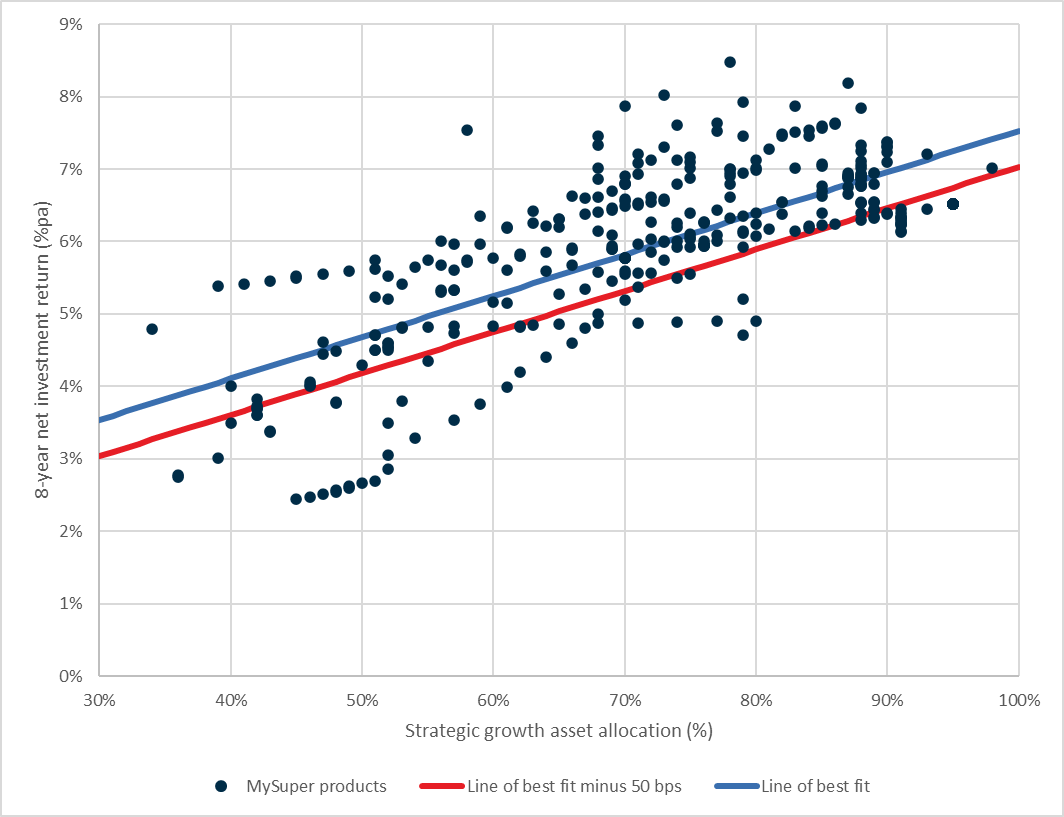 9%
8%
7%
6%
5%
4%
3%
2%
1%
0%
8-year net investment return (%pa)
30% 40% 50% 60% 70% 80% 90% 100%
Strategic growth asset allocation (%)
MySuper products Line of best fit minus 50 bps Line of best fit